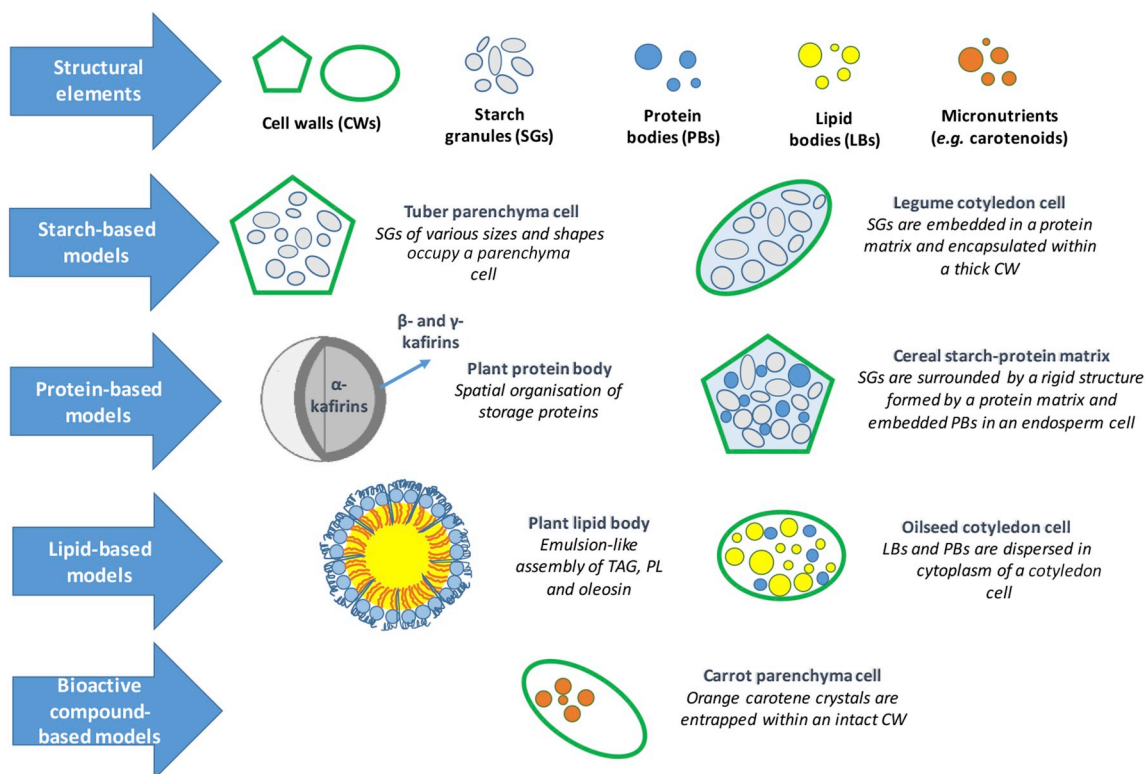 Structural
elements
Cell walls (CWs)
Starch
granules (SGs)
Protein
bodies (PBs)
Lipid
bodies (LBs)
Micronutrients
(e.g. carotenoids)
Starch-based
models
Tuber parenchyma cell
SGs of various sizes and shapes
occupy a parenchyma
cell
Legume cotyledon cell
SGs are embedded in a protein
matrix and encapsulated within
a thick CW
Protein-based
models
β- and γ-
kafirins
α-
kafirins
Plant protein body
Spatial organisation of
storage proteins
Cereal starch-protein matrix
SGs are surrounded by a rigid structure
formed by a protein matrix and
embedded PBs in an endosperm cell
Lipid-based
models
Plant lipid body
Emulsion-like
assembly of TAG, PL
and oleosin
Oilseed cotyledon cell
LBs and PBs are dispersed in
cytoplasm of a cotyledon
cell
Bioactive
compound-
based models
Carrot parenchyma cell
Orange carotene crystals are
entrapped within an intact CW